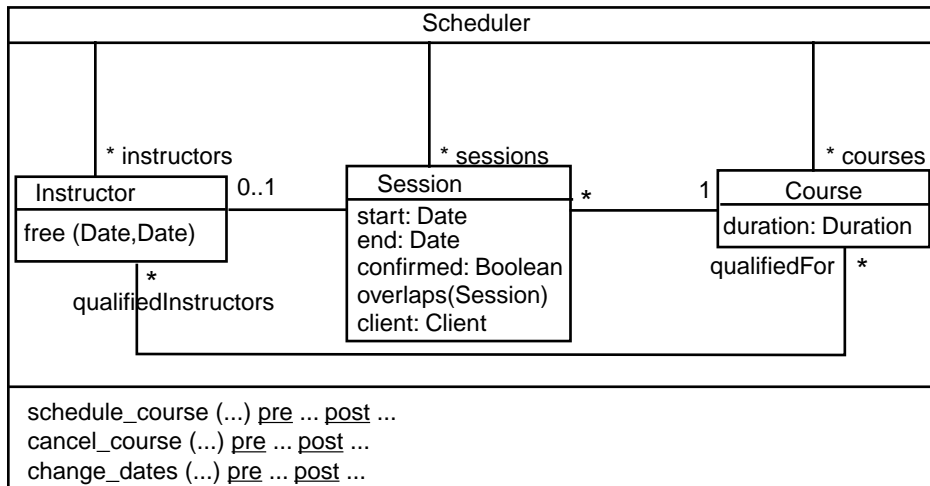 Scheduler
* instructors
* sessions
* courses
Instructor
free (Date,Date)
0..1
Session
start: Date
end: Date
confirmed: Boolean
overlaps(Session)
client: Client
*
1
Course
duration: Duration
*
qualifiedInstructors
qualifiedFor
*
schedule_course (...) pre ... post ...
cancel_course (...) pre ... post ...
change_dates (...) pre ... post ...